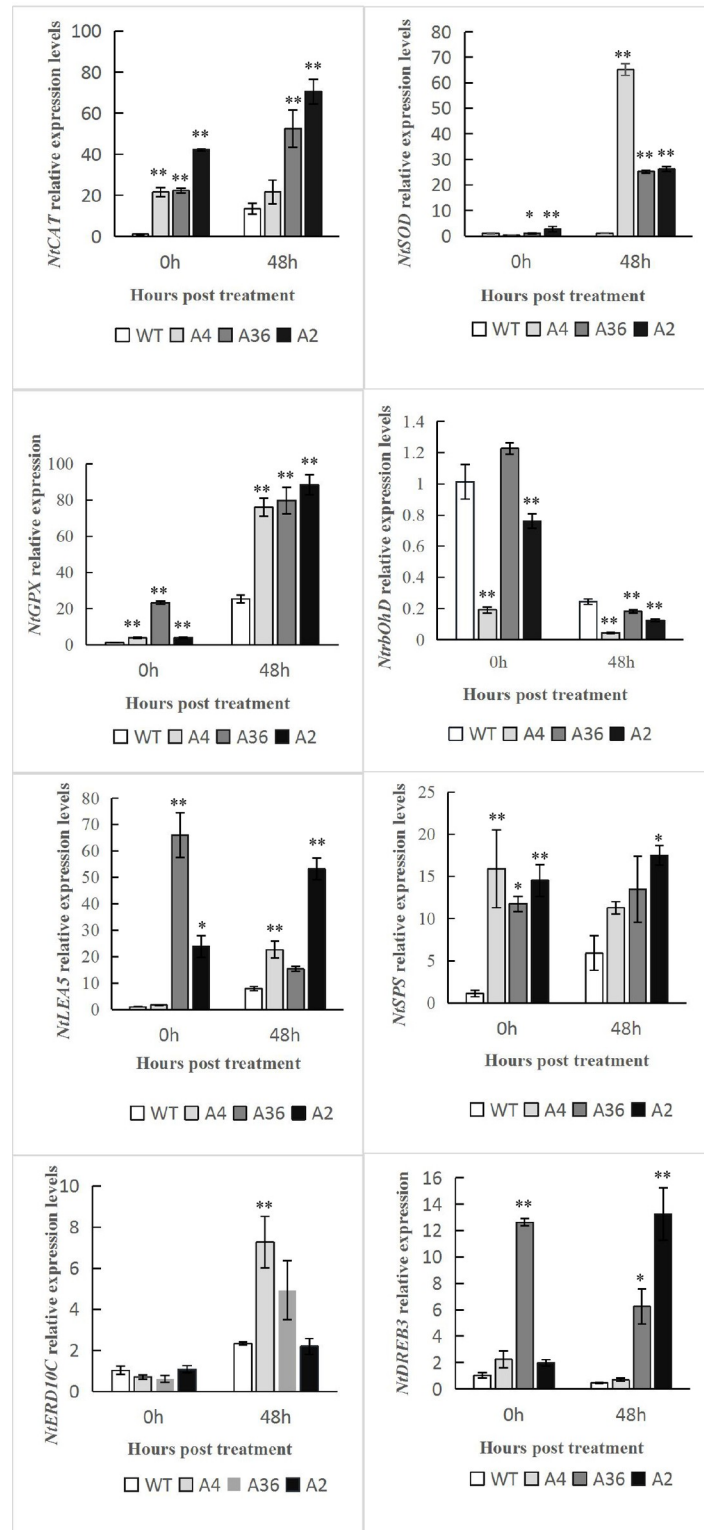 NtCAT relative expression levels
100
80
60
40
20
0
** ** **
** **
0h 48h
Hours post treatment
WT A4 A36 A2
NtSOD relative expression levels
80
70
60
50
40
30
20
10
0
* **
** ** **
0h 48h
Hours post treatment
WT A4 A36 A2
NtGPX relative expression
100
80
60
40
20
0
** ** **
** ** **
0h 48h
Hours post treatment
WT A4 A36 A2
NtrbOhD relative expression levels
1.4
1.2
1
0.8
0.6
0.4
0.2
0
** **
** ** **
0h 48h
Hours post treatment
WT A4 A36 A2
NtLEA5 relative expression levels
80
70
60
50
40
30
20
10
0
** *
** **
0h 48h
Hours post treatment
WT A4 A36 A2
NtSPS relative expression levels
25
20
15
10
5
0
** * **
*
0h 48h
Hours post treatment
WT A4 A36 A2
NtERD10C relative expression levels
10
8
6
4
2
0
**
0h 48h
Hours post treatment
WT A4 A36 A2
NtDREB3 relative expression
16
14
12
10
8
6
4
2
0
**
* **
0h 48h
Hours post treatment
WT A4 A36 A2